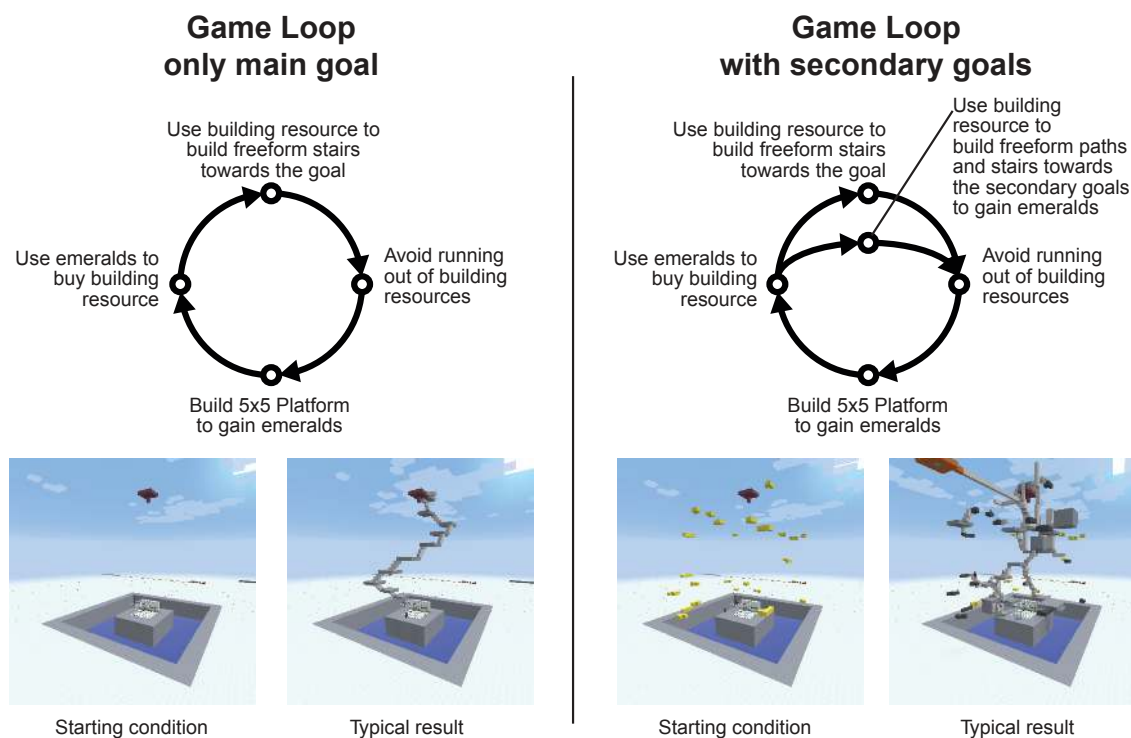 Game Loop
only main goal
Use building resource to
build freeform stairs
towards the goal
Use emeralds to
buy building
resource
Avoid running
out of building
resources
Build 5x5 Platform
to gain emeralds
Starting condition
Typical result
Game Loop
with secondary goals
Use building resource to
build freeform stairs
towards the goal
Use building
resource to
build freeform paths
and stairs towards
the secondary goals
to gain emeralds
Use emeralds to
buy building
resource
Avoid running
out of building
resources
Build 5x5 Platform
to gain emeralds
Starting condition
Typical result